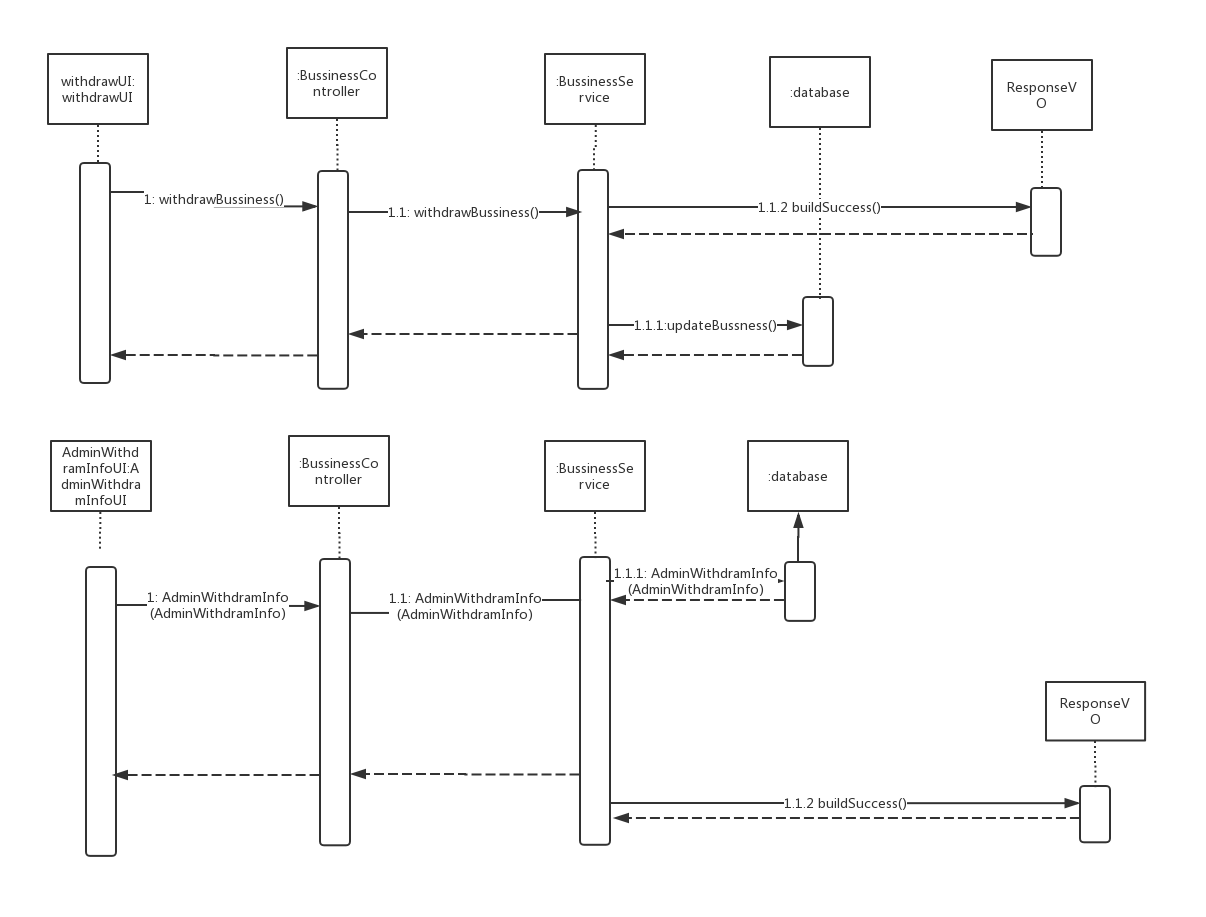 withdrawUI:
withdrawUI
:BussinessCo
ntroller
:BussinessSe
rvice
:database
ResponseV
O
1: withdrawBussiness()
1.1: withdrawBussiness()
1.1.2 buildSuccess()
1.1.1:updateBussness()
AdminWithd
ramInfoUI:A
dminWithdra
mInfoUI
:BussinessCo
ntroller
:BussinessSe
rvice
:database
1: AdminWithdramInfo
(AdminWithdramInfo)
1.1: AdminWithdramInfo
(AdminWithdramInfo)
1.1.1: AdminWithdramInfo
(AdminWithdramInfo)
ResponseV
O
1.1.2 buildSuccess()